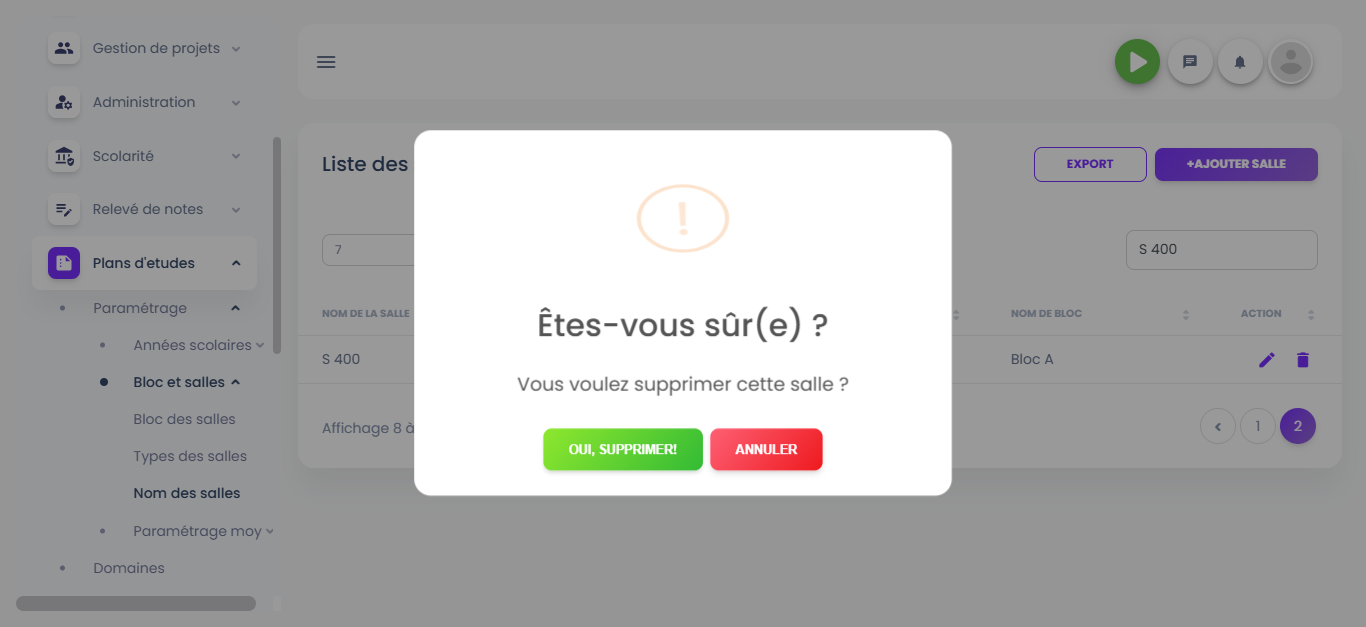 Gestion de projets
Administration
Scolarité
Relevé de notes
Plans d'etudes
Paramétrage
Années scolaires
Bloc et salles
Bloc des salles
Types des salles
Nom des salles
Paramétrage moy
Domaines
Liste des
EXPORT
+AJOUTER SALLE
7
S 400
NOM DE LA SALLE
NOM DE BLOC
ACTION
S 400
Bloc A
Affichage 8 à
1
2
!
Êtes-vous sûr(e) ?
Vous voulez supprimer cette salle ?
OUI, SUPPRIMER!
ANNULER